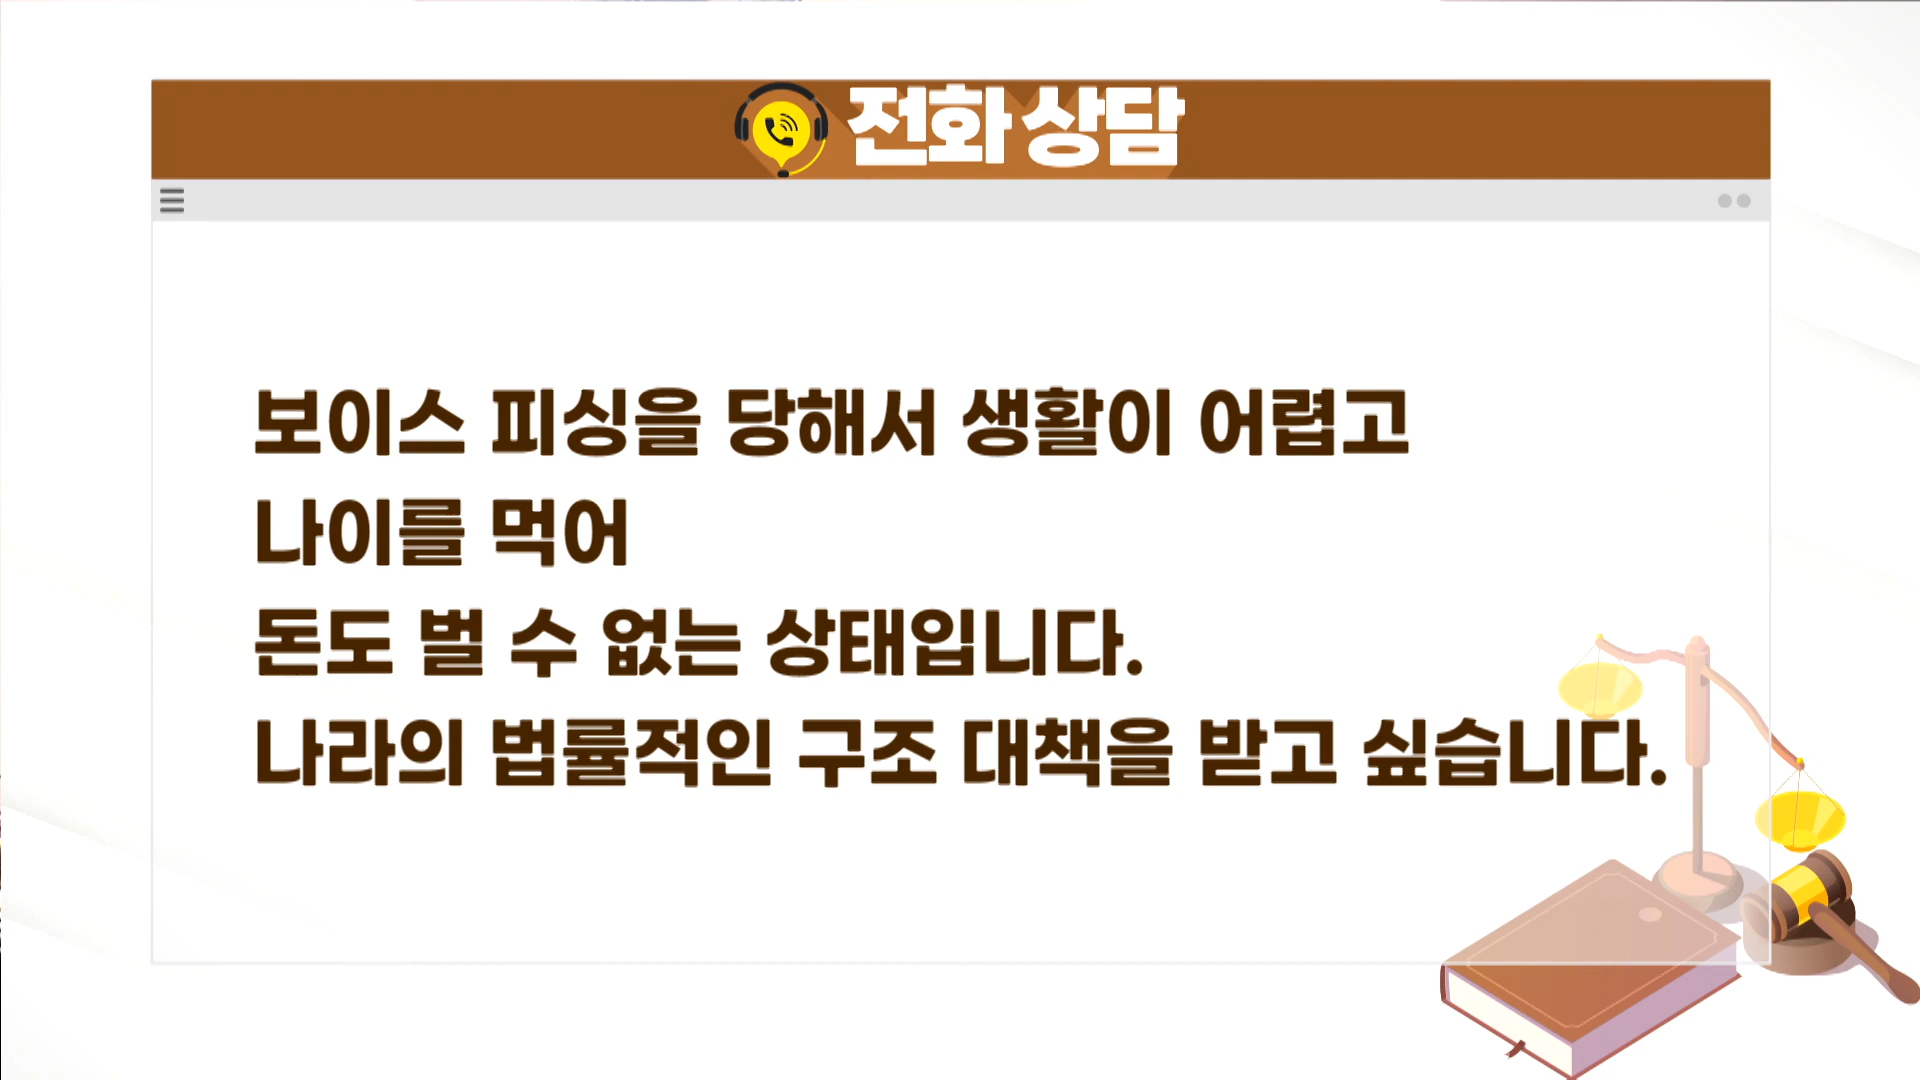 전화 상담
보이스 피싱을 당해서 생활이 어렵고
나이를 먹어
돈도 벌 수 없는 상태입니다.
나라의 법률적인 구조 대책을 받고 싶습니다.